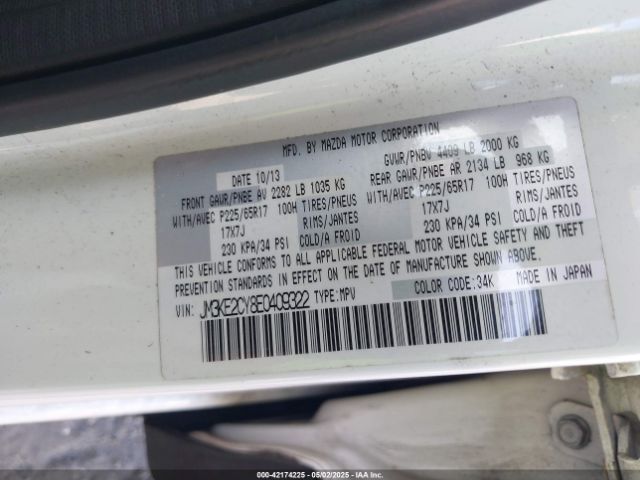 MFD. BY MAZDA MOTOR CORPORATION
DATE 10/13 GVWR/PNBV 4409 LB 2000 KG
FRONT GAWR/PNBE AV 2282 LB 1035 KG REAR GAWR/PNBE AR 2134 LB 968 KG
WITH/AVEC P225/65R17 100H TIRES/PNEUS WITH/AVEC P225/65R17 100H TIRES/PNEUS
17X7J RIMS/JANTES 17X7J RIMS/JANTES
230 KPA/34 PSI COLD/A FROID 230 KPA/34 PSI COLD/A FROID
THIS VEHICLE CONFORMS TO ALL APPLICABLE FEDERAL MOTOR VEHICLE SAFETY AND THEFT
PREVENTION STANDARDS IN EFFECT ON THE DATE OF MANUFACTURE SHOWN ABOVE.
VIN: JM3KE2CY8E0409322 TYPE:MPV COLOR CODE:34K MADE IN JAPAN
000-42174225 - 05/02/2025 - IAA Inc.